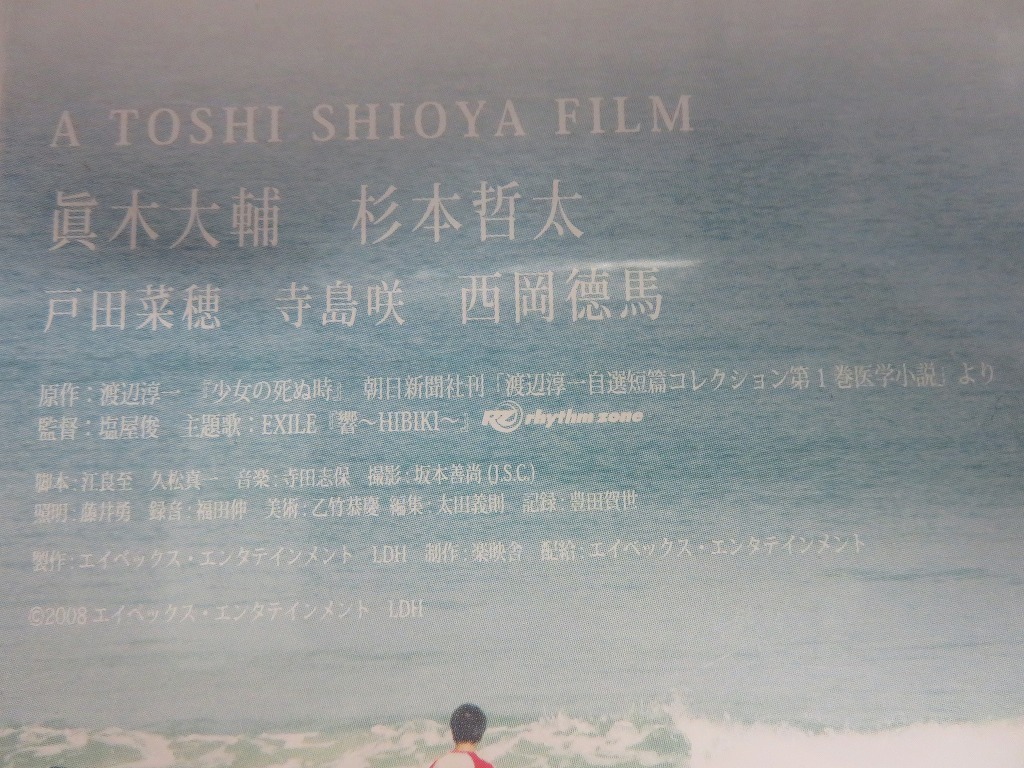 A TOSHI SHIOYA FILM
眞木大輔　杉本哲太
戸田菜穂　寺島咲　西岡德馬
原作：渡辺淳一 『少女の死ぬ時』 朝日新聞社刊「渡辺淳一自選短篇コレクション第1巻医学小説」より
監督：塩屋俊　主題歌：EXILE『響～HIBIKI～』 rhythm zone
脚本：江良至　久松真一　音楽：寺田志保　撮影：坂本善尚(J.S.C.)
照明：藤井勇　録音：福田伸　美術：乙竹恭慶 編集：太田義則　記録：豊田賀世
製作：エイベックス・エンタテインメント　LDH　制作：楽映舎　配給：エイベックス・エンタテインメント
©2008 エイベックス・エンタテインメント　LDH